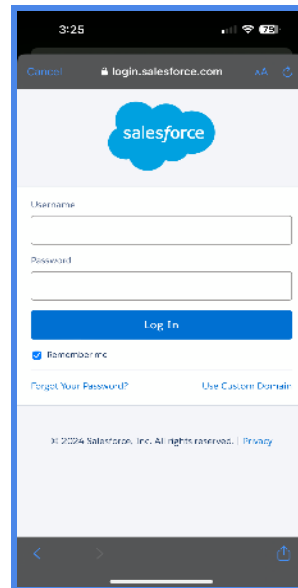 3:25 79
Cancel login.salesforce.com AA
salesforce
Username
Password
Log In
Remember me
Forgot Your Password? Use Custom Domain
© 2024 Salesforce, Inc. All rights reserved. | Privacy